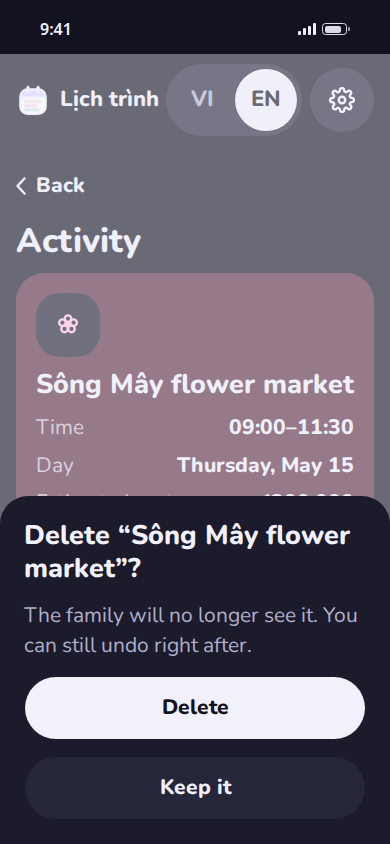 9:41
Lịch trình
VI
EN
Back
Activity
Sông Mây flower market
Time
09:00–11:30
Day
Thursday, May 15
Delete “Sông Mây flower
market”?
The family will no longer see it. You
can still undo right after.
Delete
Keep it